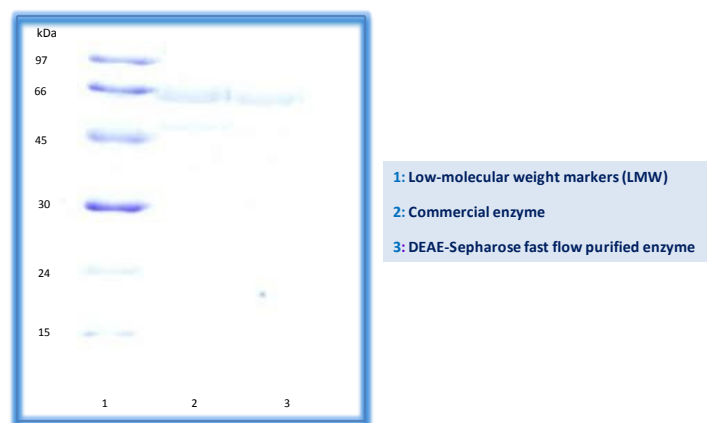 kDa
97
66
45
30
24
15
1 2 3
1: Low-molecular weight markers (LMW)
2: Commercial enzyme
3: DEAE-Sepharose fast flow purified enzyme